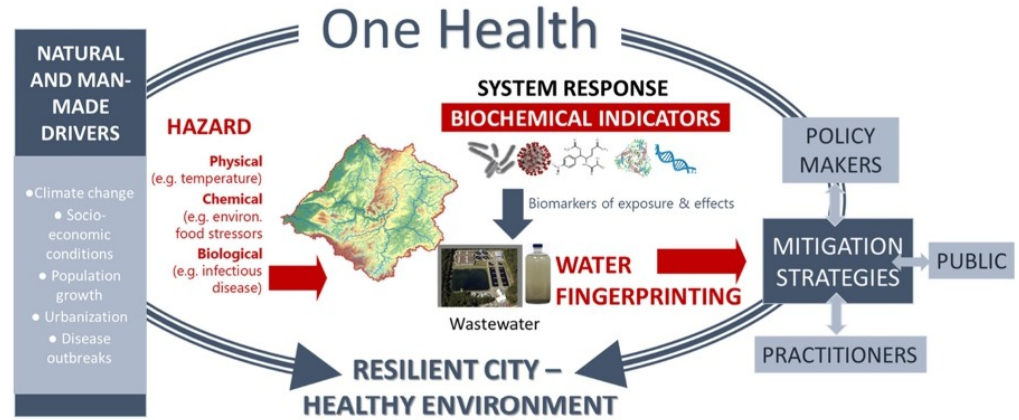 One Health
NATURAL
AND MAN-
MADE
DRIVERS
●Climate change
● Socio-
economic
conditions
● Population
growth
● Urbanization
● Disease
outbreaks
HAZARD
Physical
(e.g. temperature)
Chemical
(e.g. environ.
food stressors
Biological
(e.g. infectious
disease)
SYSTEM RESPONSE
BIOCHEMICAL INDICATORS
Biomarkers of exposure & effects
Wastewater
WATER
FINGERPRINTING
POLICY
MAKERS
MITIGATION
STRATEGIES
PUBLIC
PRACTITIONERS
RESILIENT CITY –
HEALTHY ENVIRONMENT